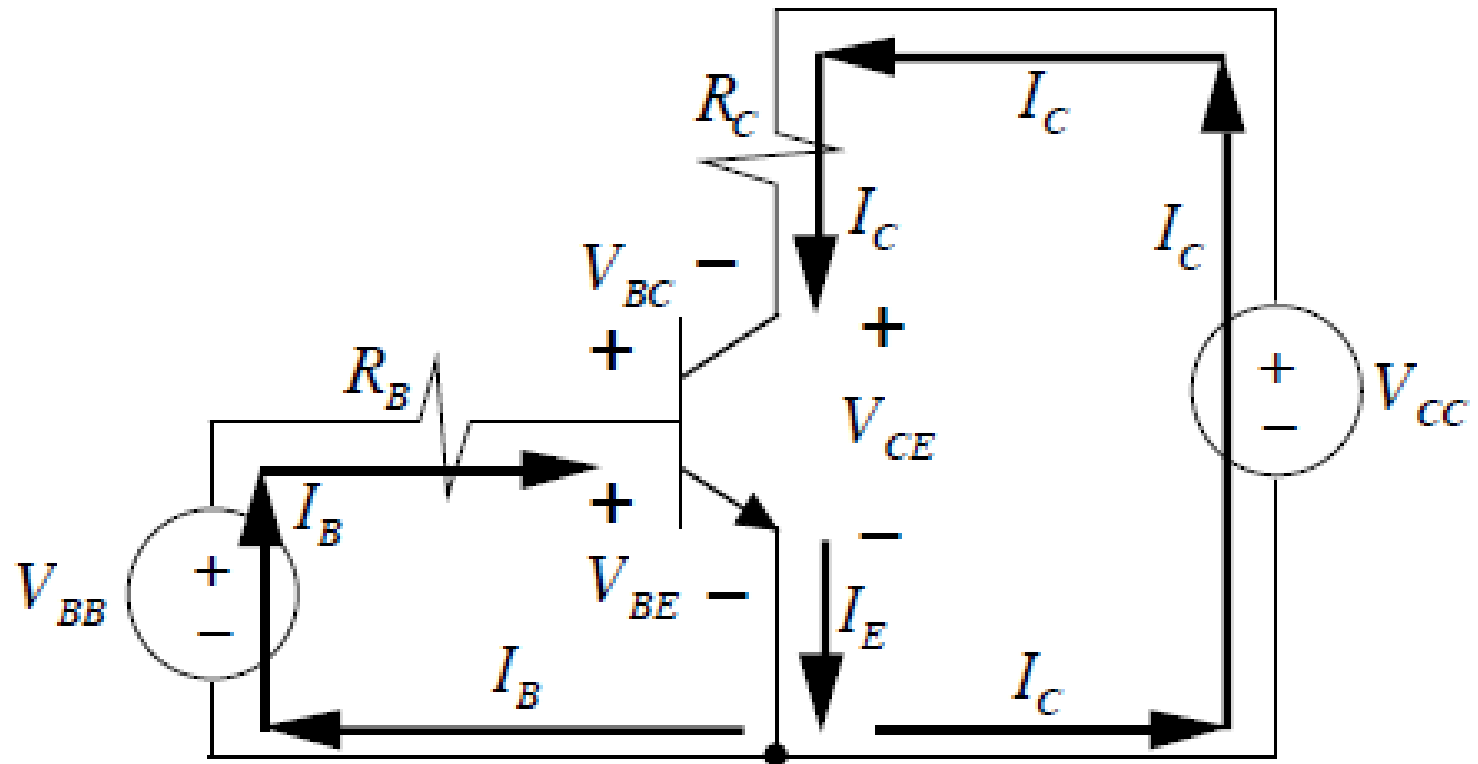 I_C
R_C
I_C
I_C
V_BC −
+
+
R_B
V_CE
+
−
V_CC
I_B
+
−
+
−
V_BB
V_BE −
I_E
I_B
I_C